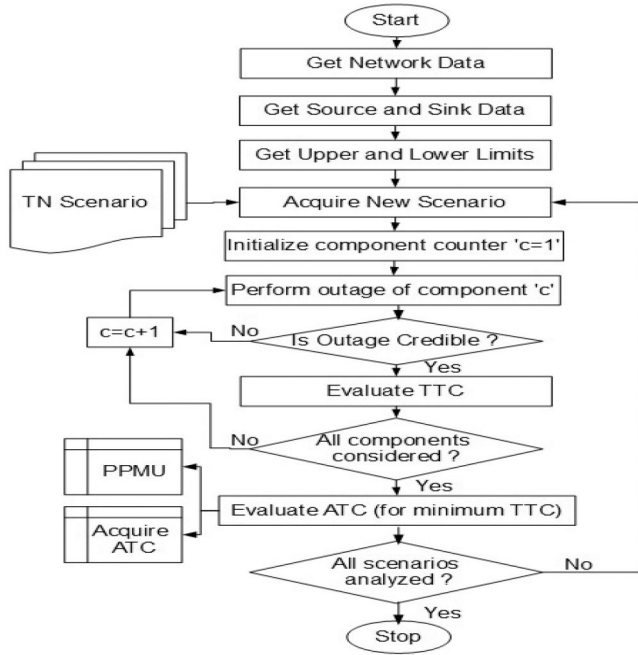 Start
Get Network Data
Get Source and Sink Data
Get Upper and Lower Limits
TN Scenario
Acquire New Scenario
Initialize component counter 'c=1'
Perform outage of component 'c'
c=c+1
No
Is Outage Credible ?
Yes
Evaluate TTC
No
All components
considered ?
Yes
PPMU
Evaluate ATC (for minimum TTC)
Acquire
ATC
All scenarios
analyzed ?
No
Yes
Stop